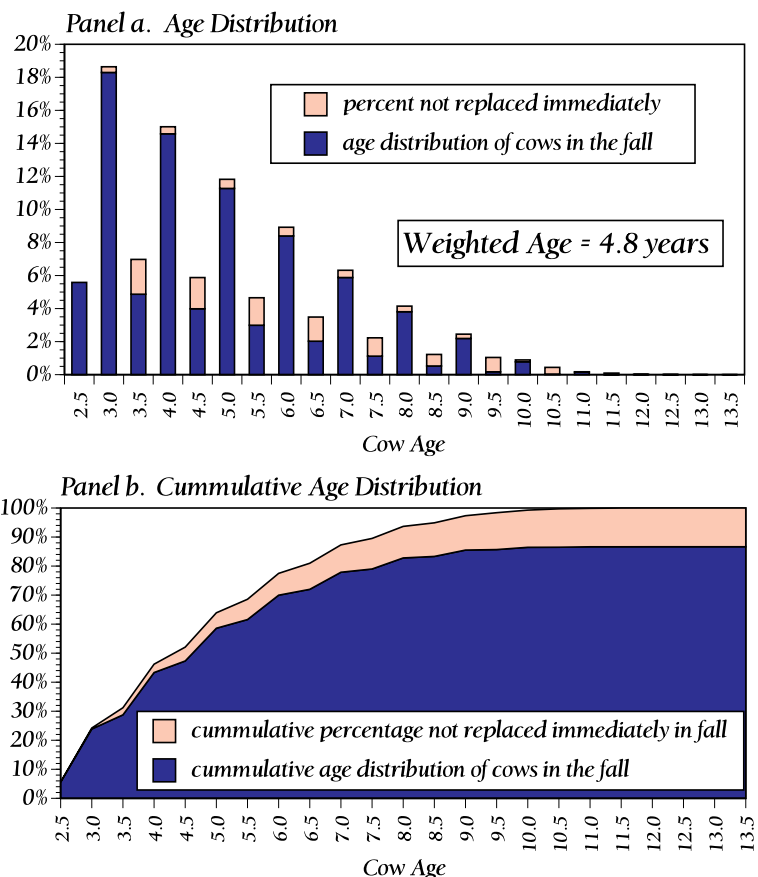 Panel a. Age Distribution
20%
18%
16%
14%
12%
10%
8%
6%
4%
2%
0%
percent not replaced immediately
age distribution of cows in the fall
Weighted Age = 4.8 years
2.5 3.0 3.5 4.0 4.5 5.0 5.5 6.0 6.5 7.0 7.5 8.0 8.5 9.0 9.5 10.0 10.5 11.0 11.5 12.0 12.5 13.0 13.5
Cow Age
Panel b. Cummulative Age Distribution
100%
90%
80%
70%
60%
50%
40%
30%
20%
10%
0%
cummulative percentage not replaced immediately in fall
cummulative age distribution of cows in the fall
2.5 3.0 3.5 4.0 4.5 5.0 5.5 6.0 6.5 7.0 7.5 8.0 8.5 9.0 9.5 10.0 10.5 11.0 11.5 12.0 12.5 13.0 13.5
Cow Age